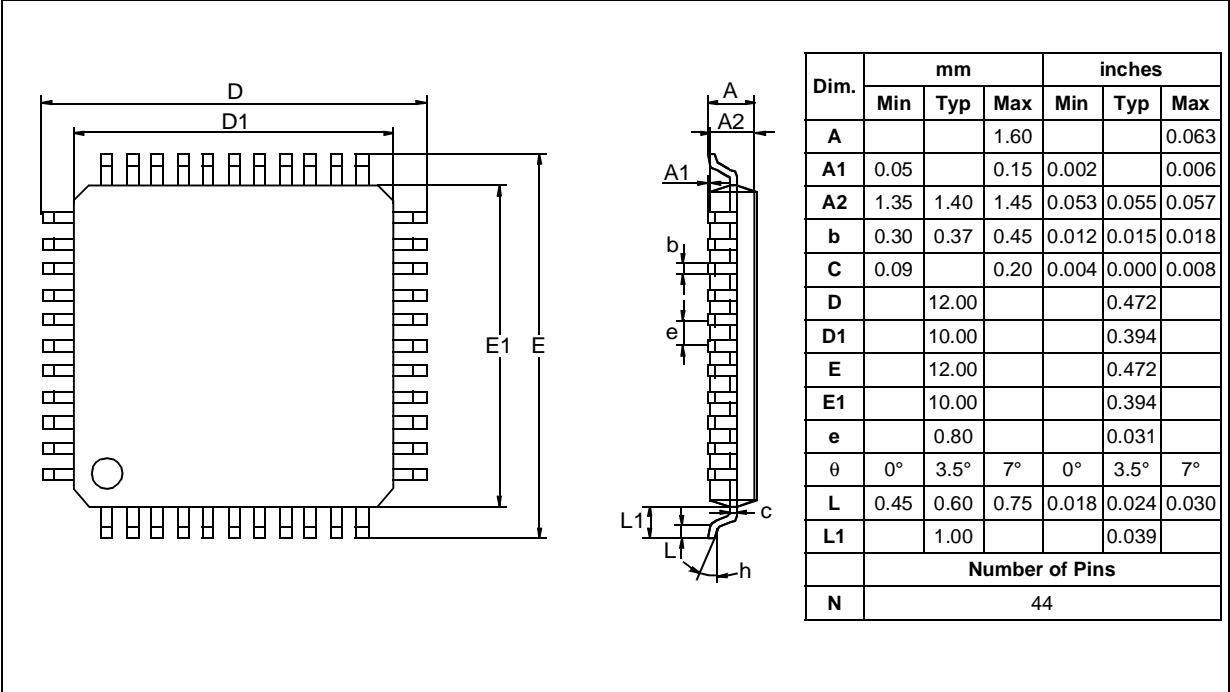 D
D1
E1
E
A
A2
A1
b
e
L1
L
c
h
Dim. mm inches
Min Typ Max Min Typ Max
A 1.60 0.063
A1 0.05 0.15 0.002 0.006
A2 1.35 1.40 1.45 0.053 0.055 0.057
b 0.30 0.37 0.45 0.012 0.015 0.018
C 0.09 0.20 0.004 0.000 0.008
D 12.00 0.472
D1 10.00 0.394
E 12.00 0.472
E1 10.00 0.394
e 0.80 0.031
θ 0° 3.5° 7° 0° 3.5° 7°
L 0.45 0.60 0.75 0.018 0.024 0.030
L1 1.00 0.039
Number of Pins
N 44